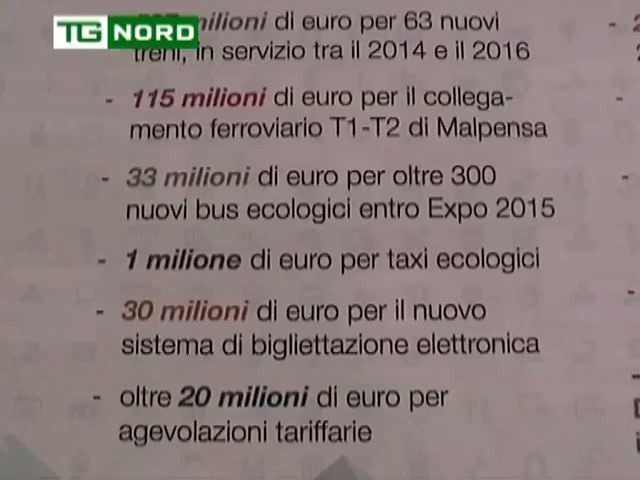 TG NORD
milioni di euro per 63 nuovi
treni, in servizio tra il 2014 e il 2016
- 115 milioni di euro per il collega-
mento ferroviario T1-T2 di Malpensa
- 33 milioni di euro per oltre 300
nuovi bus ecologici entro Expo 2015
- 1 milione di euro per taxi ecologici
- 30 milioni di euro per il nuovo
sistema di bigliettazione elettronica
- oltre 20 milioni di euro per
agevolazioni tariffarie